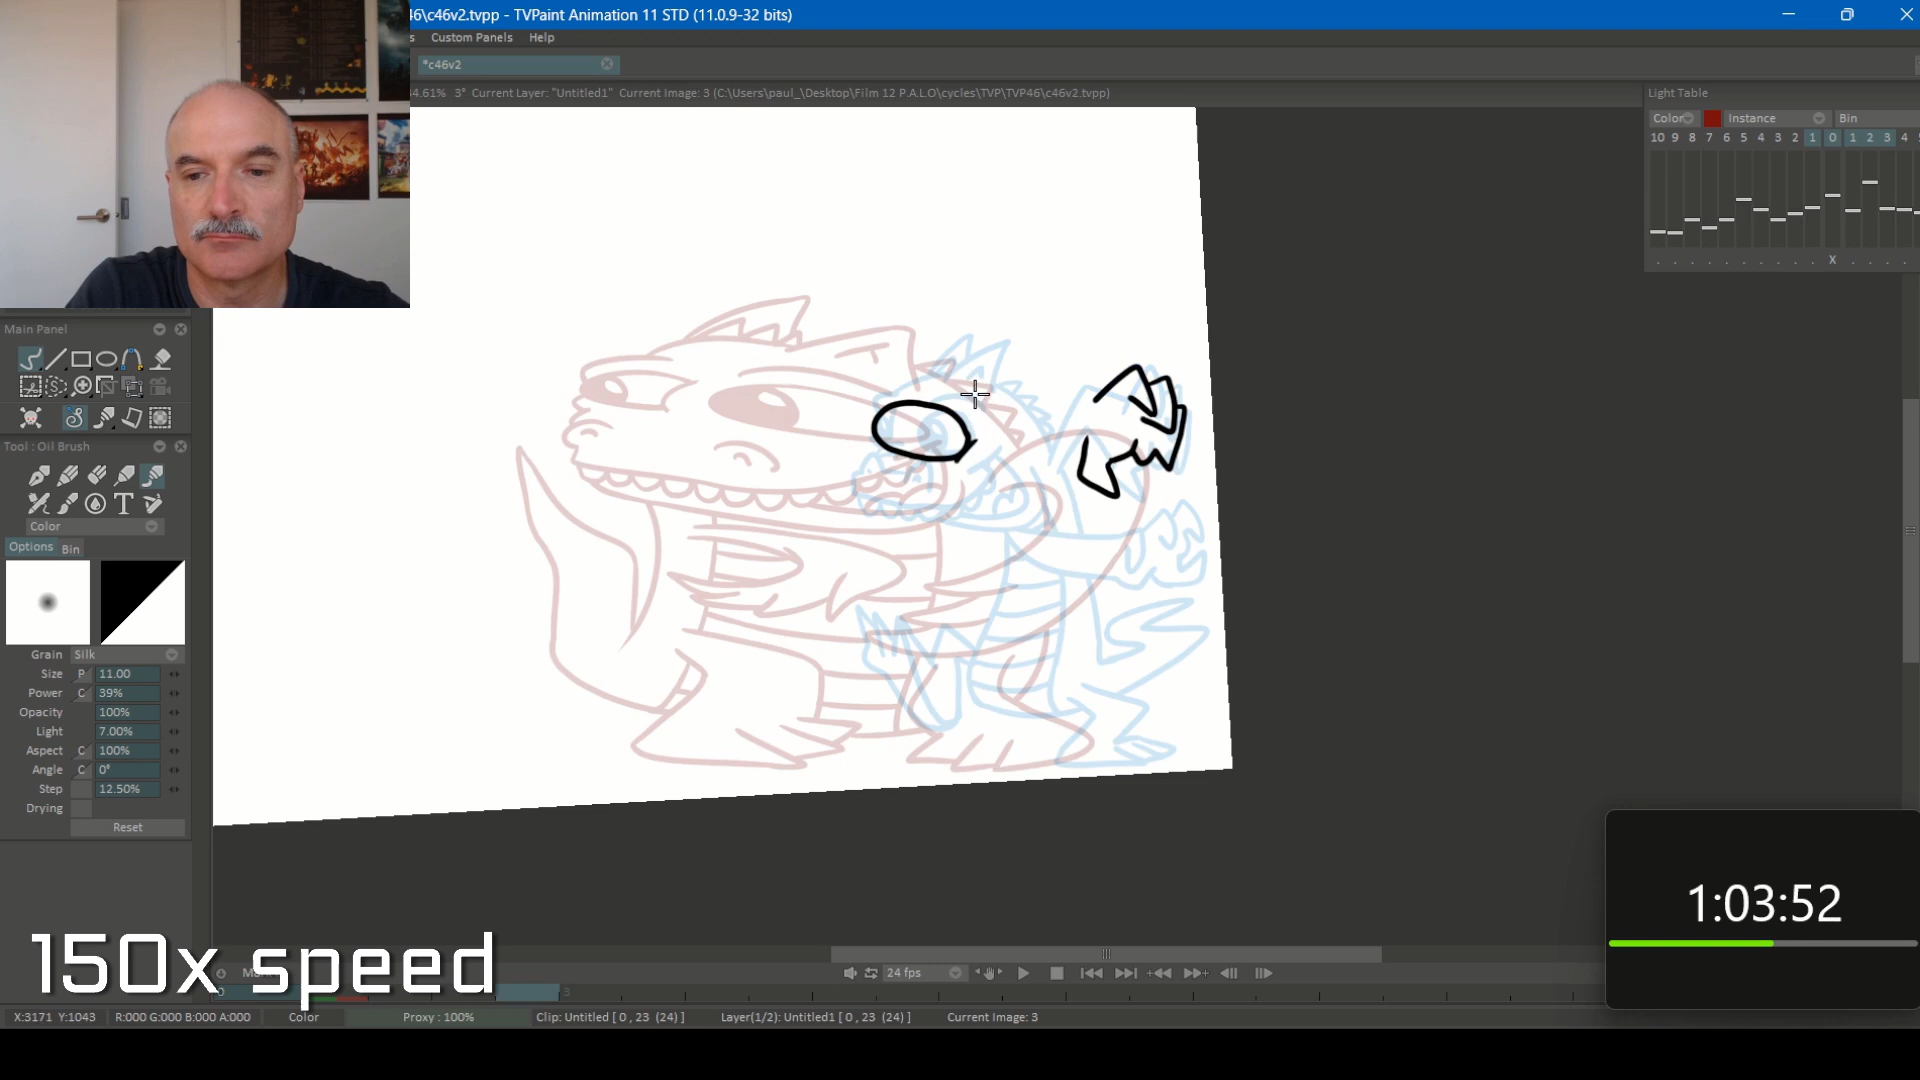 46\c46v2.tvpp - TVPaint Animation 11 STD (11.0.9-32 bits)
Custom Panels Help
*c46v2
4.61% 3° Current Layer: "Untitled1" Current Image: 3 (C:\Users\paul_\Desktop\Film 12 P.A.L.O\cycles\TVP\TVP46\c46v2.tvpp)
Light Table
Color Instance Bin
10 9 8 7 6 5 4 3 2 1 0 1 2 3 4
X
Main Panel
Tool : Oil Brush
Color
Options Bin
Grain Silk
Size P 11.00
Power C 39%
Opacity 100%
Light 7.00%
Aspect C 100%
Angle C 0°
Step 12.50%
Drying
Reset
1:03:52
150x speed
24 fps
0 3
X:3171 Y:1043 R:000 G:000 B:000 A:000 Color Proxy : 100% Clip: Untitled [ 0 , 23 (24) ] Layer(1/2): Untitled1 [ 0 , 23 (24) ] Current Image: 3